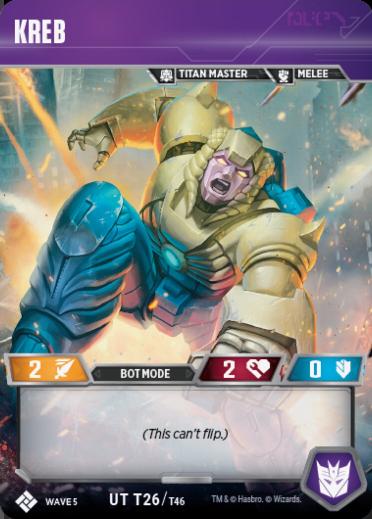 KREB
TITAN MASTER MELEE
2 BOT MODE 2 0
(This can't flip.)
WAVE 5 UT T26/T46 TM & © Hasbro. © Wizards.